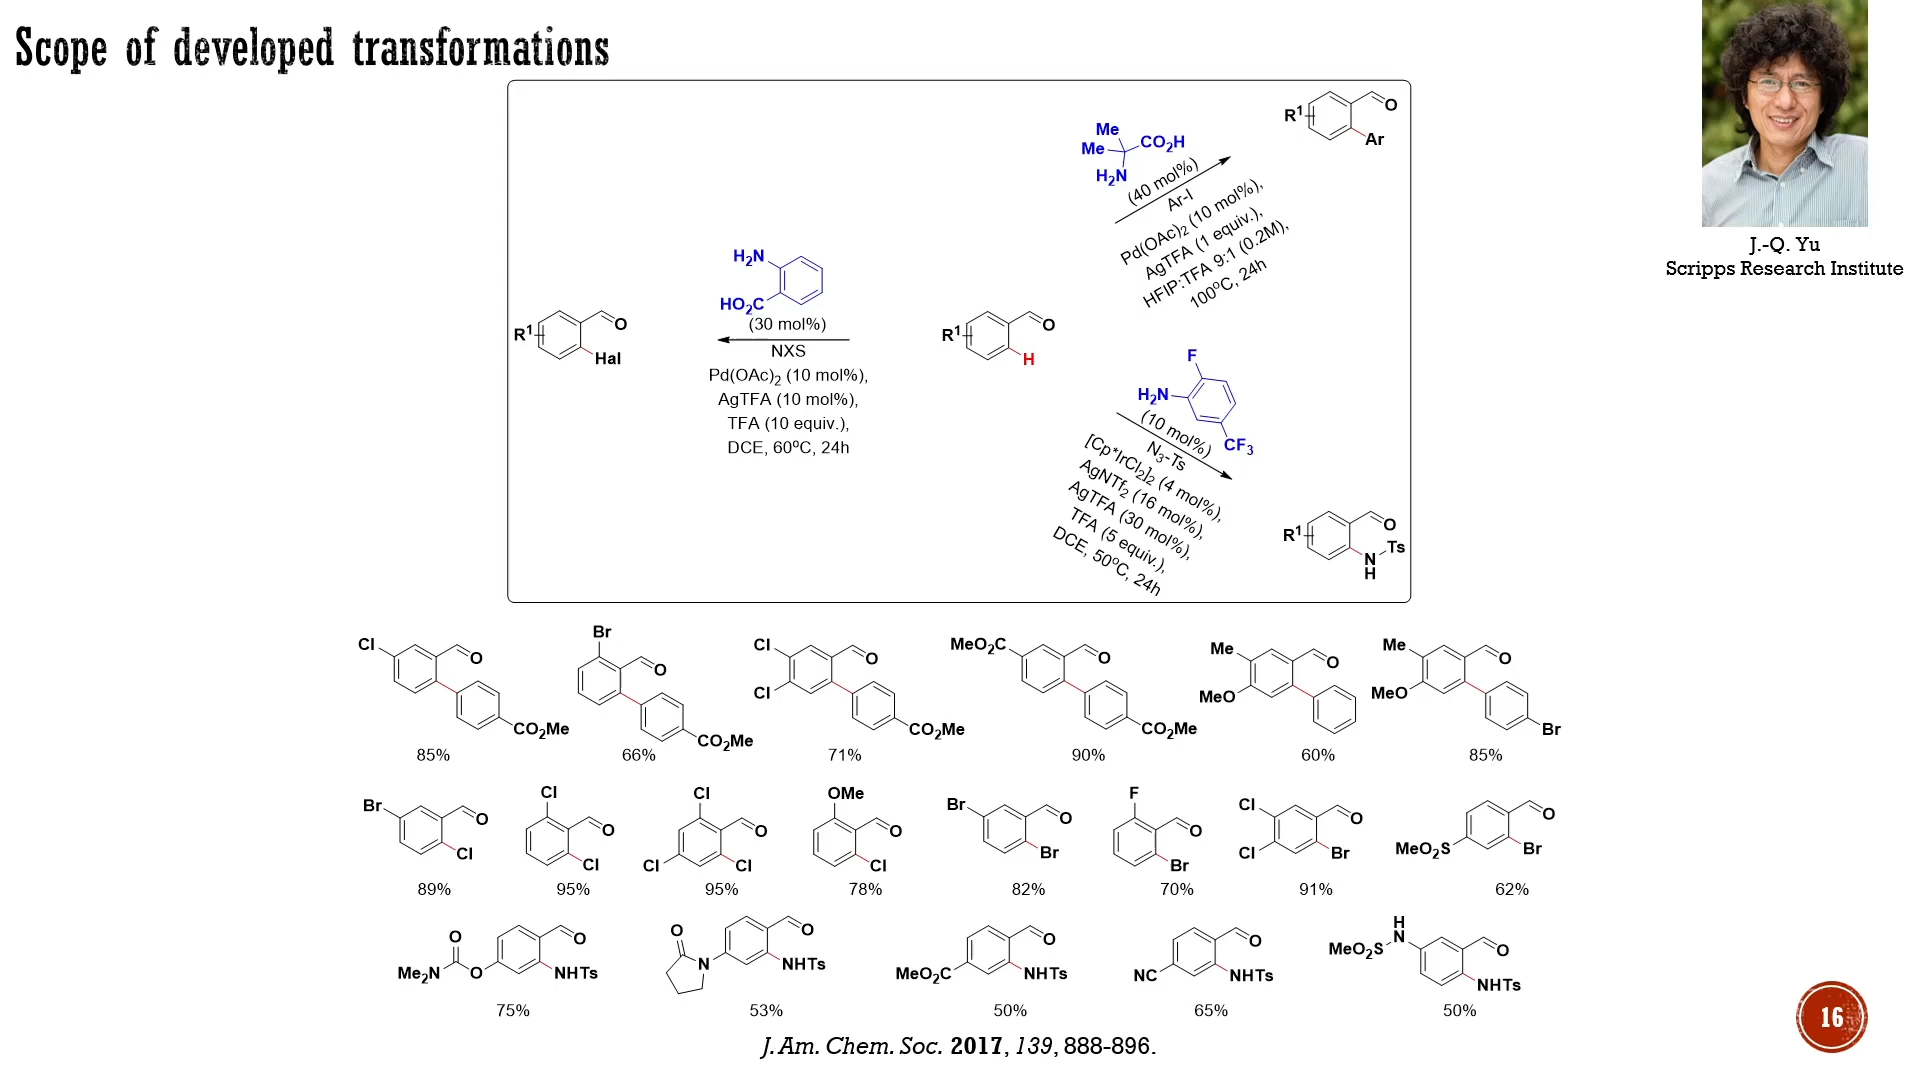 Scope of developed transformations
J.-Q. Yu
Scripps Research Institute
R1
O
Hal
H2N
HO2C
(30 mol%)
NXS
Pd(OAc)2 (10 mol%),
AgTFA (10 mol%),
TFA (10 equiv.),
DCE, 60ºC, 24h
R1
O
H
Me
Me
CO2H
H2N
(40 mol%)
Ar-I
Pd(OAc)2 (10 mol%),
AgTFA (1 equiv.),
HFIP:TFA 9:1 (0.2M),
100ºC, 24h
R1
O
Ar
F
H2N
CF3
(10 mol%)
N3-Ts
[Cp*IrCl2]2 (4 mol%),
AgNTf2 (16 mol%),
AgTFA (30 mol%),
TFA (5 equiv.),
DCE, 50ºC, 24h
R1
O
N
H
Ts
Cl
O
CO2Me
85%
Br
O
CO2Me
66%
Cl
Cl
O
CO2Me
71%
MeO2C
O
CO2Me
90%
Me
MeO
O
60%
Me
MeO
O
Br
85%
Br
O
Cl
89%
Cl
O
Cl
95%
Cl
O
Cl
Cl
95%
OMe
O
Cl
78%
Br
O
Br
82%
F
O
Br
70%
Cl
Cl
O
Br
91%
MeO2S
O
Br
62%
O
Me2N
O
O
NHTs
75%
O
N
O
NHTs
53%
MeO2C
O
NHTs
50%
NC
O
NHTs
65%
H
N
MeO2S
O
NHTs
50%
J. Am. Chem. Soc. 2017, 139, 888-896.
16